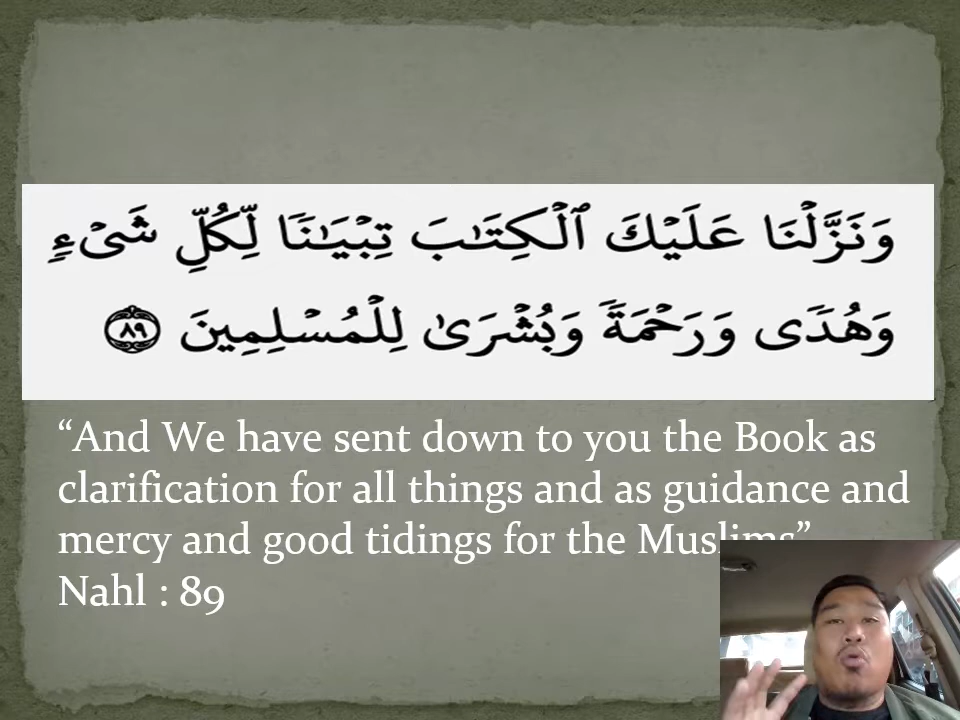 وَنَزَّلۡنَا عَلَيۡكَ ٱلۡكِتَٰبَ تِبۡيَٰنٗا لِّكُلِّ شَيۡءٖ
وَهُدٗى وَرَحۡمَةٗ وَبُشۡرَىٰ لِلۡمُسۡلِمِينَ ٨٩
“And We have sent down to you the Book as
clarification for all things and as guidance and
mercy and good tidings for the Muslims”
Nahl : 89